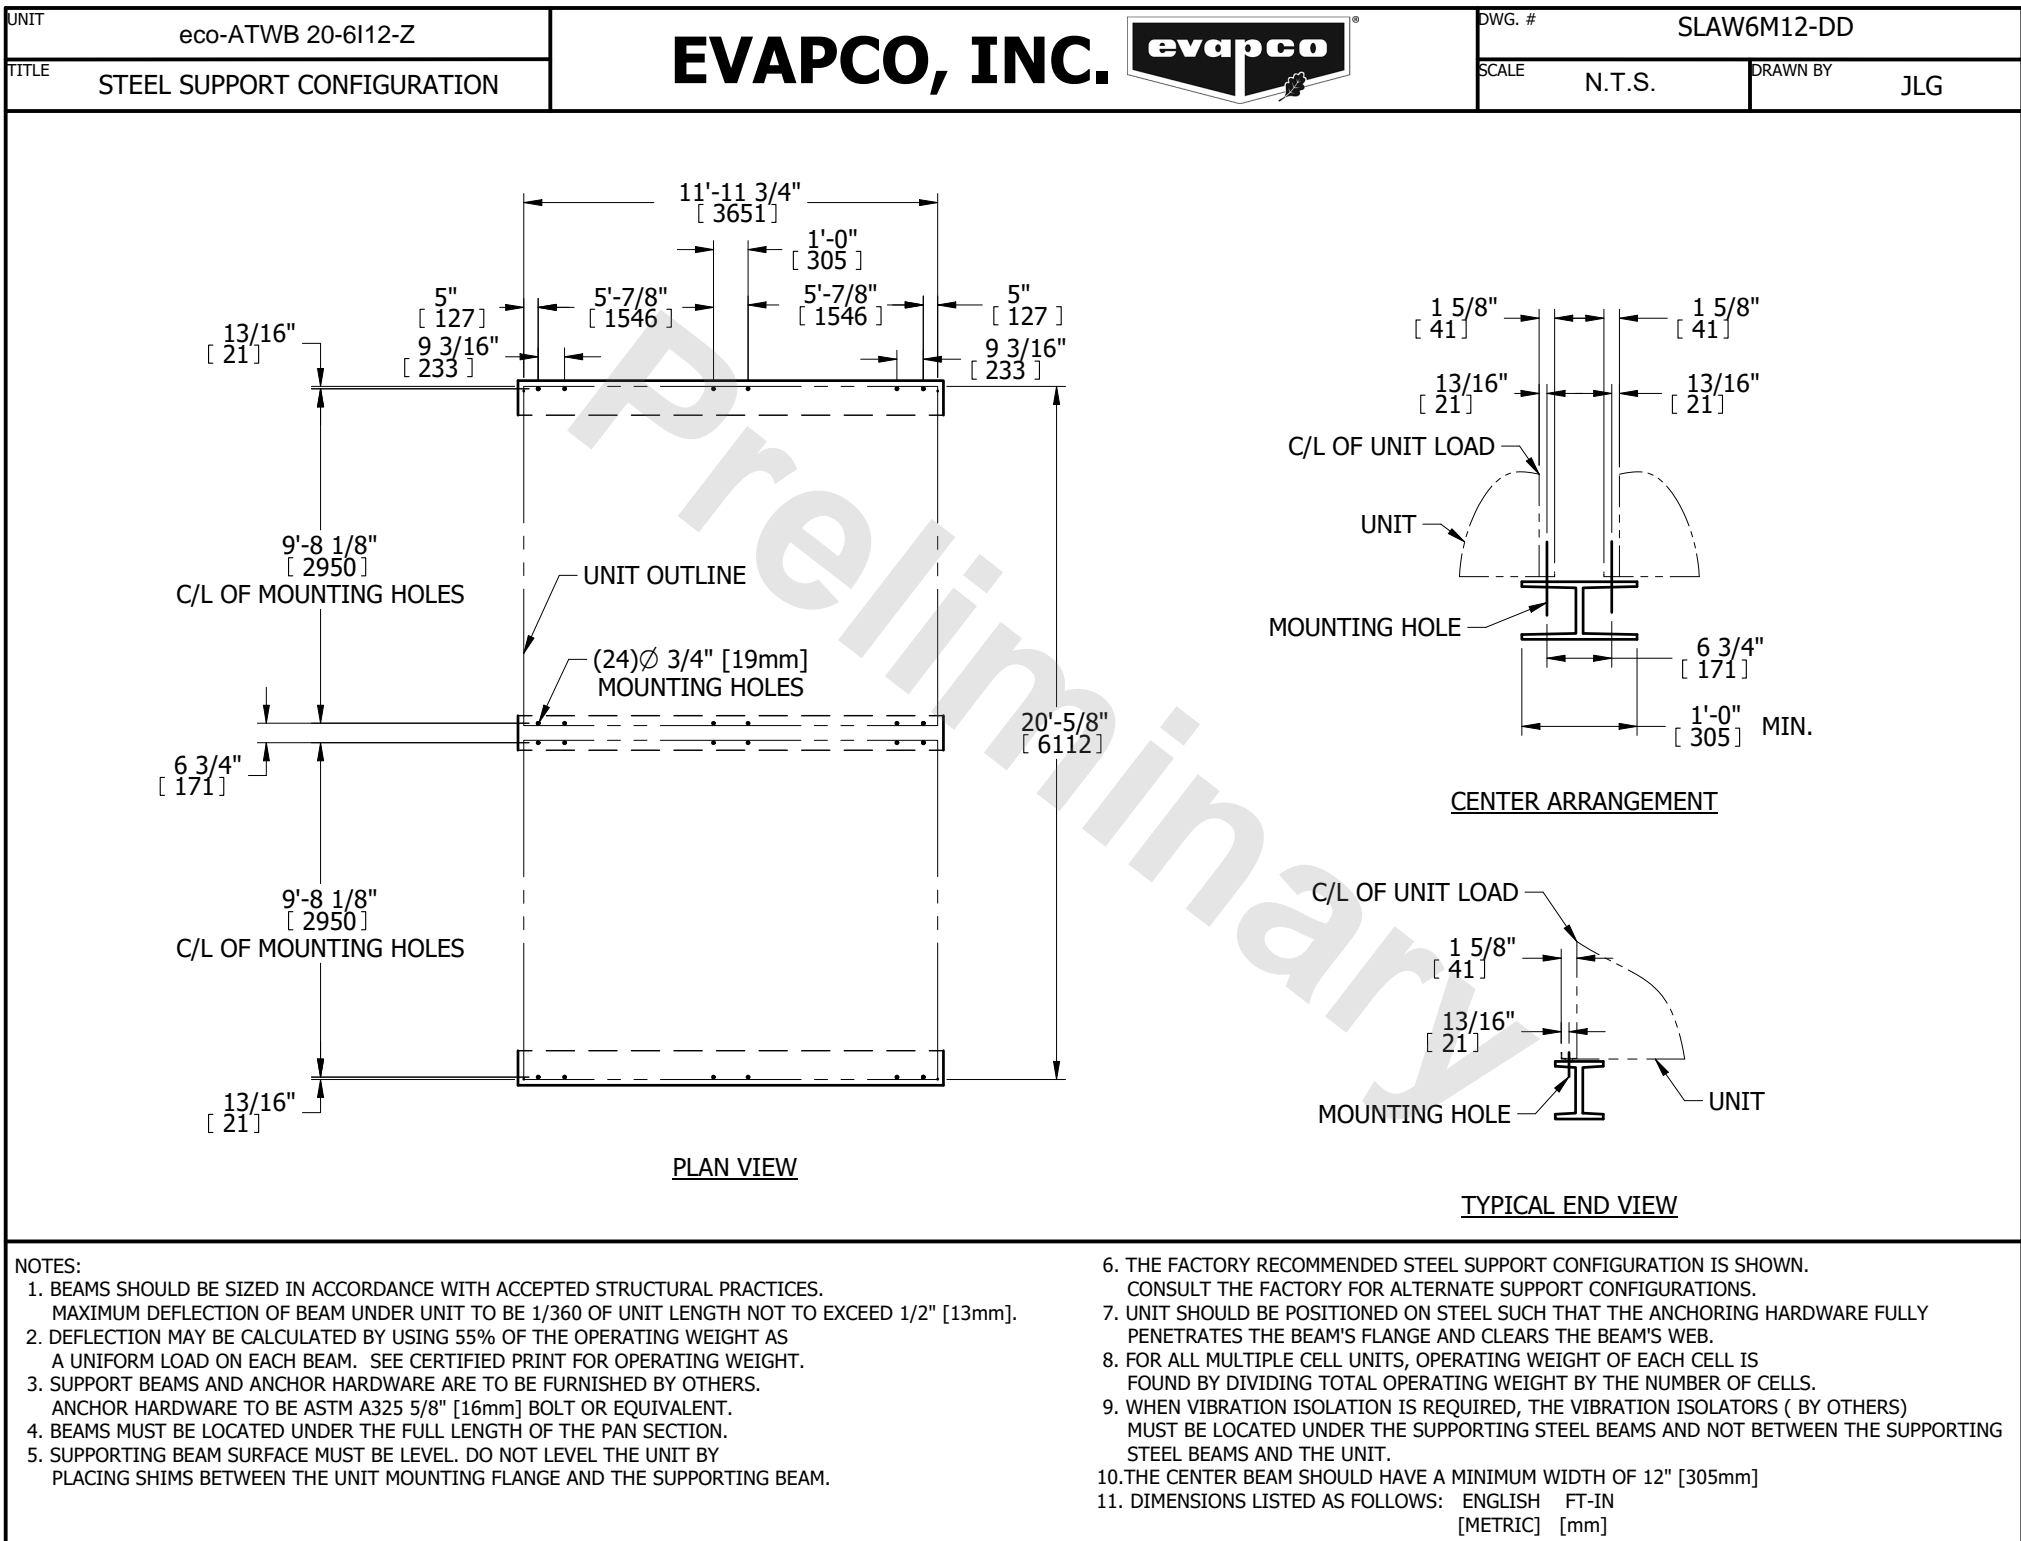 UNIT
eco-ATWB 20-6I12-Z
TITLE
STEEL SUPPORT CONFIGURATION
EVAPCO, INC.
evapco
®
DWG. #
SLAW6M12-DD
SCALE
N.T.S.
DRAWN BY
JLG
11'-11 3/4"
[ 3651]
1'-0"
[ 305 ]
5"
[ 127]
5'-7/8"
[ 1546 ]
5'-7/8"
[ 1546 ]
5"
[ 127 ]
13/16"
[ 21]
9 3/16"
[ 233 ]
9 3/16"
[ 233 ]
9'-8 1/8"
[ 2950]
C/L OF MOUNTING HOLES
UNIT OUTLINE
(24)Ø 3/4" [19mm]
MOUNTING HOLES
6 3/4"
[ 171]
20'-5/8"
[ 6112]
9'-8 1/8"
[ 2950]
C/L OF MOUNTING HOLES
13/16"
[ 21]
PLAN VIEW
1 5/8"
[ 41]
1 5/8"
[ 41]
13/16"
[ 21]
13/16"
[ 21]
C/L OF UNIT LOAD
UNIT
MOUNTING HOLE
6 3/4"
[ 171]
1'-0"
[ 305] MIN.
CENTER ARRANGEMENT
C/L OF UNIT LOAD
1 5/8"
[ 41]
13/16"
[ 21]
MOUNTING HOLE
UNIT
TYPICAL END VIEW
Preliminary
NOTES:
1. BEAMS SHOULD BE SIZED IN ACCORDANCE WITH ACCEPTED STRUCTURAL PRACTICES.
MAXIMUM DEFLECTION OF BEAM UNDER UNIT TO BE 1/360 OF UNIT LENGTH NOT TO EXCEED 1/2" [13mm].
2. DEFLECTION MAY BE CALCULATED BY USING 55% OF THE OPERATING WEIGHT AS
A UNIFORM LOAD ON EACH BEAM. SEE CERTIFIED PRINT FOR OPERATING WEIGHT.
3. SUPPORT BEAMS AND ANCHOR HARDWARE ARE TO BE FURNISHED BY OTHERS.
ANCHOR HARDWARE TO BE ASTM A325 5/8" [16mm] BOLT OR EQUIVALENT.
4. BEAMS MUST BE LOCATED UNDER THE FULL LENGTH OF THE PAN SECTION.
5. SUPPORTING BEAM SURFACE MUST BE LEVEL. DO NOT LEVEL THE UNIT BY
PLACING SHIMS BETWEEN THE UNIT MOUNTING FLANGE AND THE SUPPORTING BEAM.
6. THE FACTORY RECOMMENDED STEEL SUPPORT CONFIGURATION IS SHOWN.
CONSULT THE FACTORY FOR ALTERNATE SUPPORT CONFIGURATIONS.
7. UNIT SHOULD BE POSITIONED ON STEEL SUCH THAT THE ANCHORING HARDWARE FULLY
PENETRATES THE BEAM'S FLANGE AND CLEARS THE BEAM'S WEB.
8. FOR ALL MULTIPLE CELL UNITS, OPERATING WEIGHT OF EACH CELL IS
FOUND BY DIVIDING TOTAL OPERATING WEIGHT BY THE NUMBER OF CELLS.
9. WHEN VIBRATION ISOLATION IS REQUIRED, THE VIBRATION ISOLATORS ( BY OTHERS)
MUST BE LOCATED UNDER THE SUPPORTING STEEL BEAMS AND NOT BETWEEN THE SUPPORTING
STEEL BEAMS AND THE UNIT.
10.THE CENTER BEAM SHOULD HAVE A MINIMUM WIDTH OF 12" [305mm]
11. DIMENSIONS LISTED AS FOLLOWS: ENGLISH FT-IN
[METRIC] [mm]